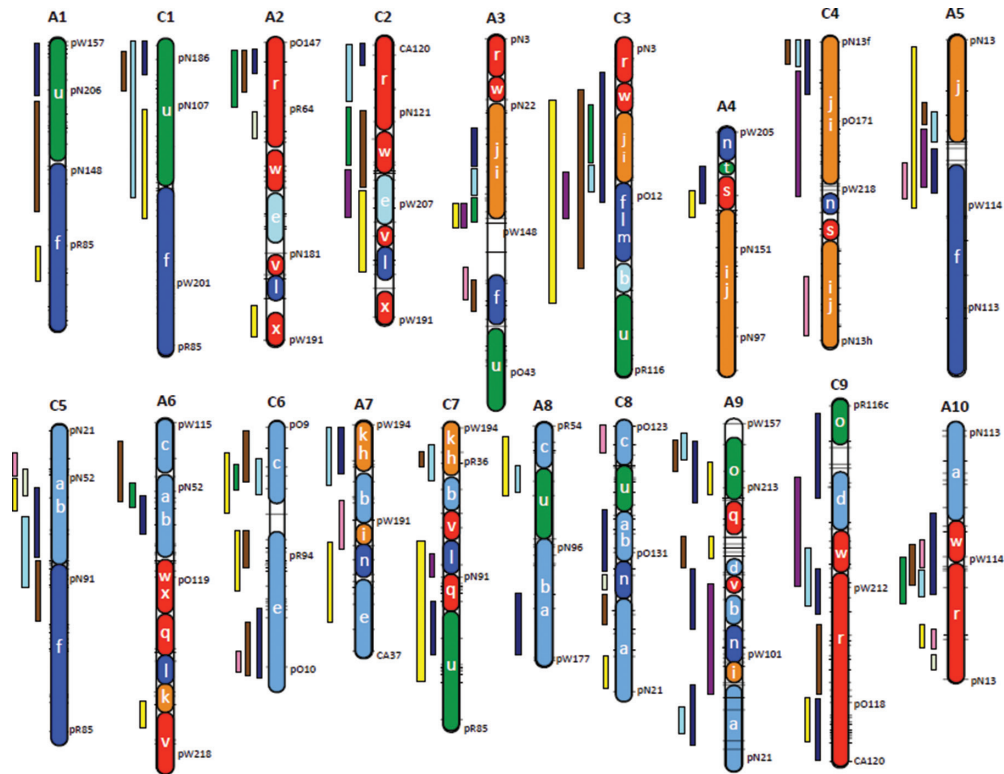 A1
pW157
u
pN206
pN148
f
pR85
C1
pN186
u
pN107
f
pW201
pR85
A2
pO147
r
pR64
w
e
pN181
v
l
x
pW191
C2
CA120
r
pN121
w
e
pW207
v
l
x
pW191
A3
pN3
r
w
pN22
j
i
pW148
f
u
pO43
C3
pN3
r
w
j
i
pO12
f
l
m
b
u
pR116
A4
pW205
n
t
s
pN151
i
j
pN97
C4
pN13f
j
i
pO171
pW218
n
s
i
j
pN13h
A5
pN13
j
pW114
f
pN113
C5
pN21
pN52
a
b
pN91
f
pR85
A6
pW115
c
pN52
a
b
w
x
pO119
q
l
k
v
pW218
C6
pO9
c
pR94
e
pO10
A7
pW194
k
h
b
pW191
i
n
e
CA37
C7
pW194
k
h
pR36
b
v
l
pN91
q
u
pR85
A8
pR54
c
u
pN96
b
a
pW177
C8
pO123
c
u
a
b
pO131
n
a
pN21
A9
pW157
o
pN213
q
d
v
b
n
pW101
i
a
pN21
C9
pR116c
o
d
w
pW212
r
pO118
CA120
A10
pN113
a
w
pW114
r
pN13